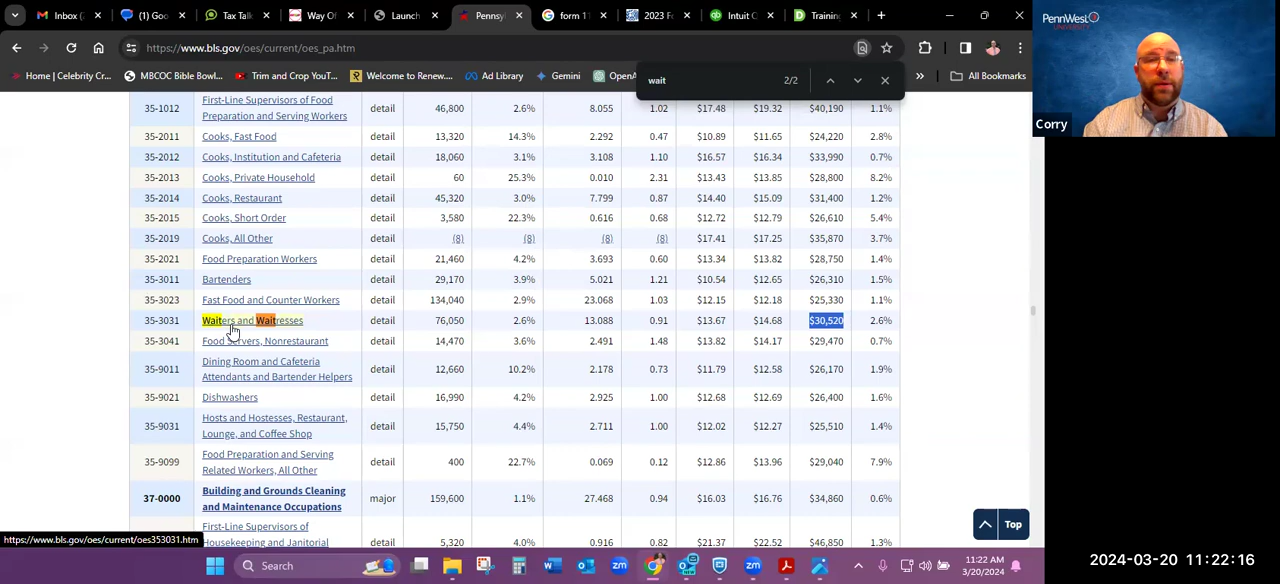 Inbox (
(1) Goo
Tax Talk
Way Of
Launch
Pennsyl
form 11
2023 F
Intuit C
Training
https://www.bls.gov/oes/current/oes_pa.htm
Home | Celebrity Cr...
MBCOC Bible Bowl...
Trim and Crop YouT...
Welcome to Renew...
Ad Library
Gemini
OpenA
»
All Bookmarks
wait 2/2
PennWest
UNIVERSITY
Corry
35-1012 First-Line Supervisors of Food detail 46,800 2.6% 8.055 1.02 $17.48 $19.32 $40,190 1.1%
Preparation and Serving Workers
35-2011 Cooks, Fast Food detail 13,320 14.3% 2.292 0.47 $10.89 $11.65 $24,220 2.8%
35-2012 Cooks, Institution and Cafeteria detail 18,060 3.1% 3.108 1.10 $16.57 $16.34 $33,990 0.7%
35-2013 Cooks, Private Household detail 60 25.3% 0.010 2.31 $13.43 $13.85 $28,800 8.2%
35-2014 Cooks, Restaurant detail 45,320 3.0% 7.799 0.87 $14.40 $15.09 $31,400 1.2%
35-2015 Cooks, Short Order detail 3,580 22.3% 0.616 0.68 $12.72 $12.79 $26,610 5.4%
35-2019 Cooks, All Other detail (8) (8) (8) (8) $17.41 $17.25 $35,870 3.7%
35-2021 Food Preparation Workers detail 21,460 4.2% 3.693 0.60 $13.34 $13.82 $28,750 1.4%
35-3011 Bartenders detail 29,170 3.9% 5.021 1.21 $10.54 $12.65 $26,310 1.5%
35-3023 Fast Food and Counter Workers detail 134,040 2.9% 23.068 1.03 $12.15 $12.18 $25,330 1.1%
35-3031 Waiters and Waitresses detail 76,050 2.6% 13.088 0.91 $13.67 $14.68 $30,520 2.6%
35-3041 Food Servers, Nonrestaurant detail 14,470 3.6% 2.491 1.48 $13.82 $14.17 $29,470 0.7%
35-9011 Dining Room and Cafeteria detail 12,660 10.2% 2.178 0.73 $11.79 $12.58 $26,170 1.9%
Attendants and Bartender Helpers
35-9021 Dishwashers detail 16,990 4.2% 2.925 1.00 $12.68 $12.69 $26,400 1.6%
35-9031 Hosts and Hostesses, Restaurant, detail 15,750 4.4% 2.711 1.00 $12.02 $12.27 $25,510 1.4%
Lounge, and Coffee Shop
35-9099 Food Preparation and Serving detail 400 22.7% 0.069 0.12 $12.86 $13.96 $29,040 7.9%
Related Workers, All Other
37-0000 Building and Grounds Cleaning major 159,600 1.1% 27.468 0.94 $16.03 $16.76 $34,860 0.6%
and Maintenance Occupations
First-Line Supervisors of
Housekeeping and Janitorial detail 5,320 4.0% 0.916 0.82 $21.37 $22.52 $46,850 1.3%
Top
https://www.bls.gov/oes/current/oes353031.htm
Search
11:22 AM
3/20/2024
2024-03-20 11:22:16